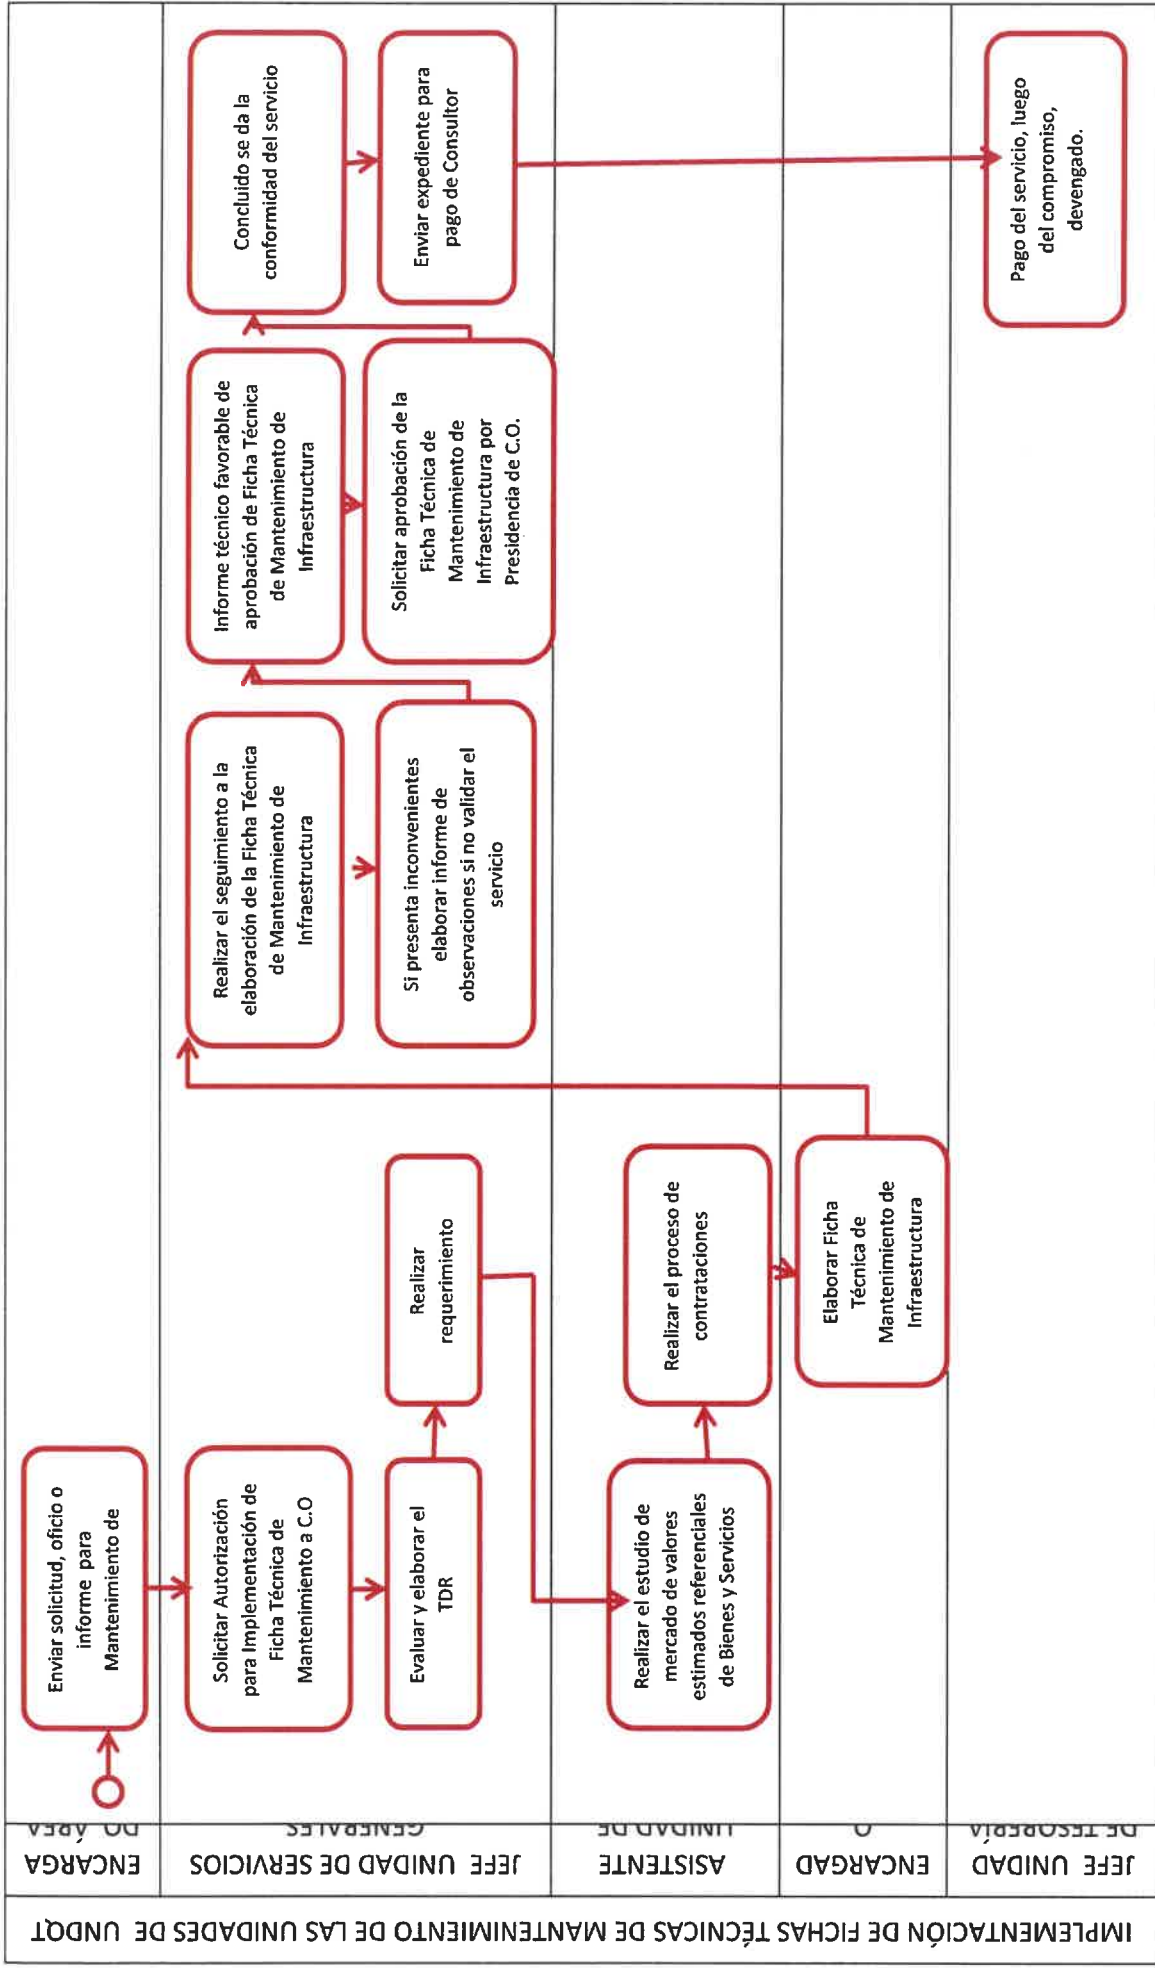 IMPLEMENTACIÓN DE FICHAS TÉCNICAS DE MANTENIMIENTO DE LAS UNIDADES DE UNDQT
ENCARGA
DO ÁREA
Enviar solicitud, oficio o
informe para
Mantenimiento de
JEFE UNIDAD DE SERVICIOS
GENERALES
Solicitar Autorización
para Implementación de
Ficha Técnica de
Mantenimiento a C.O
Evaluar y elaborar el
TDR
Realizar
requerimiento
Realizar el seguimiento a la
elaboración de la Ficha Técnica
de Mantenimiento de
Infraestructura
Si presenta inconvenientes
elaborar informe de
observaciones si no validar el
servicio
Informe técnico favorable de
aprobación de Ficha Técnica
de Mantenimiento de
Infraestructura
Solicitar aprobación de la
Ficha Técnica de
Mantenimiento de
Infraestructura por
Presidencia de C.O.
Concluido se da la
conformidad del servicio
Enviar expediente para
pago de Consultor
ASISTENTE
UNIDAD DE
Realizar el estudio de
mercado de valores
estimados referenciales
de Bienes y Servicios
Realizar el proceso de
contrataciones
ENCARGAD
O
Elaborar Ficha
Técnica de
Mantenimiento de
Infraestructura
JEFE UNIDAD
DE TESORERÍA
Pago del servicio, luego
del compromiso,
devengado.